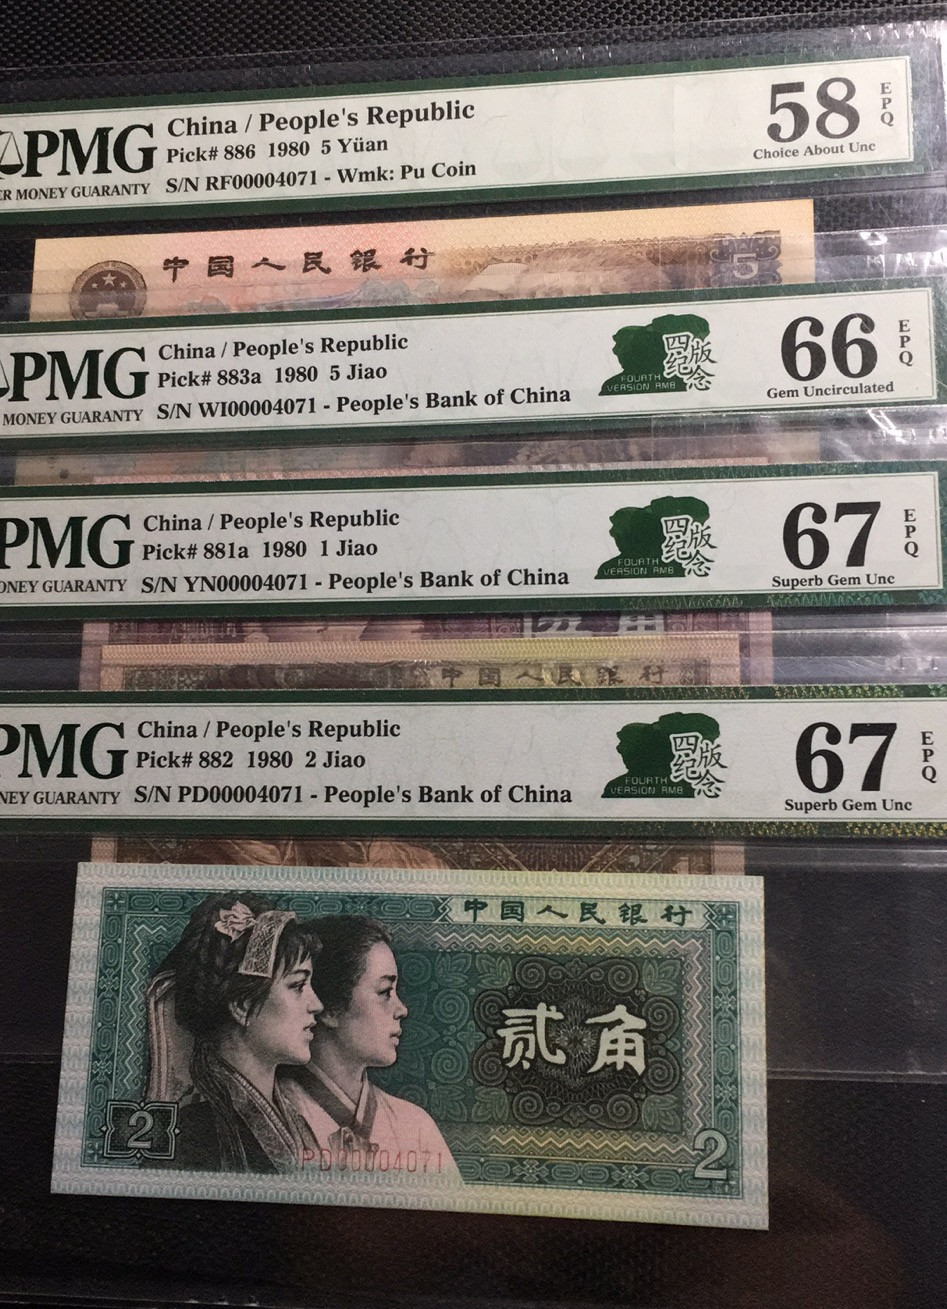 PMG
ER MONEY GUARANTY
China / People's Republic
Pick# 886 1980 5 Yüan
S/N RF00004071 - Wmk: Pu Coin
58
EPQ
Choice About Unc
中国人民银行
5
PMG
MONEY GUARANTY
China / People's Republic
Pick# 883a 1980 5 Jiao
S/N WI00004071 - People's Bank of China
四版
纪念
FOURTH
VERSION RMB
66
EPQ
Gem Uncirculated
PMG
ONEY GUARANTY
China / People's Republic
Pick# 881a 1980 1 Jiao
S/N YN00004071 - People's Bank of China
四版
纪念
FOURTH
VERSION RMB
67
EPQ
Superb Gem Unc
中国人民银行
PMG
NEY GUARANTY
China / People's Republic
Pick# 882 1980 2 Jiao
S/N PD00004071 - People's Bank of China
四版
纪念
FOURTH
VERSION RMB
67
EPQ
Superb Gem Unc
中国人民银行
贰角
2
PD00004071
2